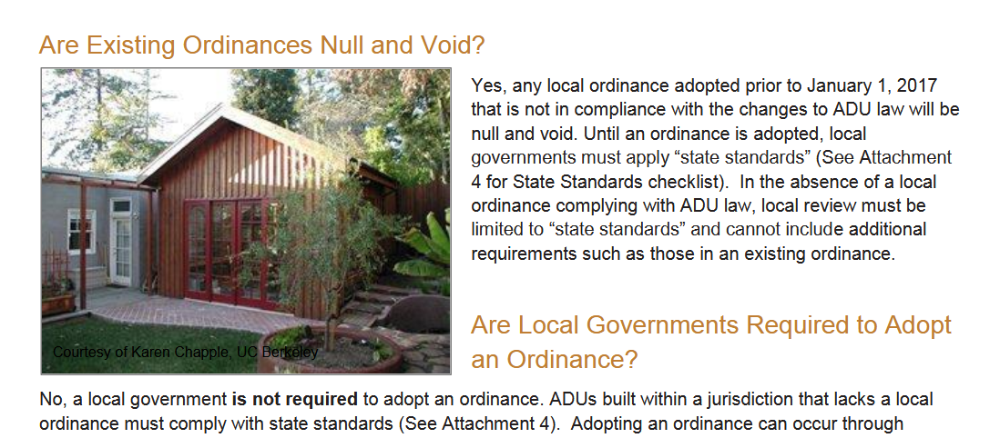 Are Existing Ordinances Null and Void?
Yes, any local ordinance adopted prior to January 1, 2017
that is not in compliance with the changes to ADU law will be
null and void. Until an ordinance is adopted, local
governments must apply “state standards” (See Attachment
4 for State Standards checklist).  In the absence of a local
ordinance complying with ADU law, local review must be
limited to “state standards” and cannot include additional
requirements such as those in an existing ordinance.
Courtesy of Karen Chapple, UC Berkeley
Are Local Governments Required to Adopt
an Ordinance?
No, a local government is not required to adopt an ordinance. ADUs built within a jurisdiction that lacks a local
ordinance must comply with state standards (See Attachment 4).  Adopting an ordinance can occur through